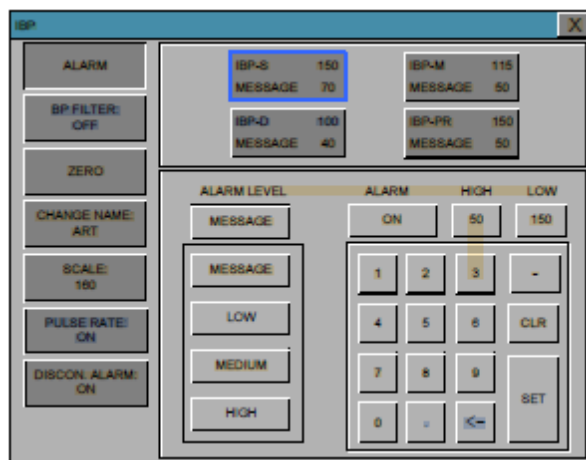 IBP X
ALARM
BP FILTER:
OFF
ZERO
CHANGE NAME:
ART
SCALE:
160
PULSE RATE:
ON
DISCON. ALARM:
ON
IBP-S 150
MESSAGE 70
IBP-M 115
MESSAGE 50
IBP-D 100
MESSAGE 40
IBP-PR 150
MESSAGE 50
ALARM LEVEL ALARM HIGH LOW
MESSAGE ON 50 150
MESSAGE
LOW
MEDIUM
HIGH
1 2 3 -
4 5 6 CLR
7 8 9
SET
0 . <-